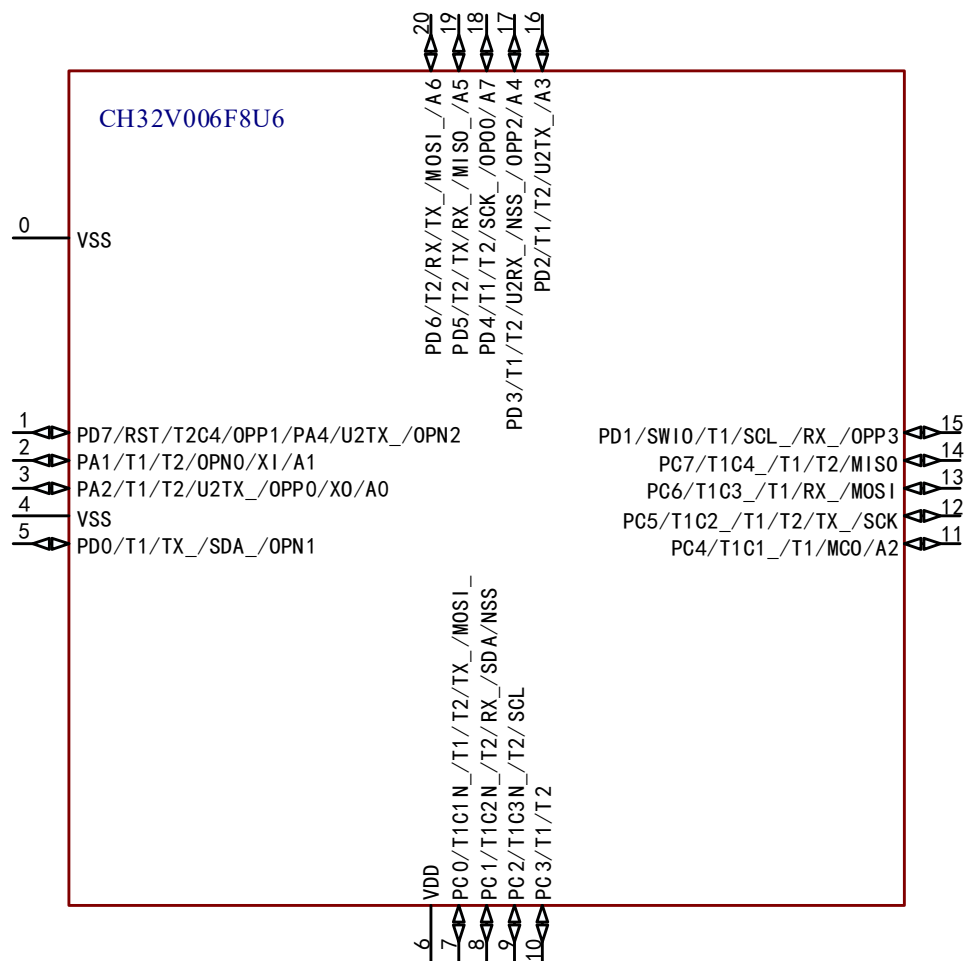 20
19
18
17
16
CH32V006F8U6
PD6/T2/RX/TX_/MOSI_/A6
PD5/T2/TX/RX_/MISO_/A5
PD4/T1/T2/SCK_/OPO0/A7
PD3/T1/T2/U2RX_/NSS_/OPP2/A4
PD2/T1/T2/U2TX_/A3
0
VSS
1
PD7/RST/T2C4/OPP1/PA4/U2TX_/OPN2
2
PA1/T1/T2/OPN0/XI/A1
3
PA2/T1/T2/U2TX_/OPP0/XO/A0
4
VSS
5
PD0/T1/TX_/SDA_/OPN1
PD1/SWIO/T1/SCL_/RX_/OPP3
15
PC7/T1C4_/T1/T2/MISO
14
PC6/T1C3_/T1/RX_/MOSI
13
PC5/T1C2_/T1/T2/TX_/SCK
12
PC4/T1C1_/T1/MCO/A2
11
VDD
PC0/T1C1N_/T1/T2/TX_/MOSI_
PC1/T1C2N_/T2/RX_/SDA/NSS
PC2/T1C3N_/T2/SCL
PC3/T1/T2
6
7
8
9
10